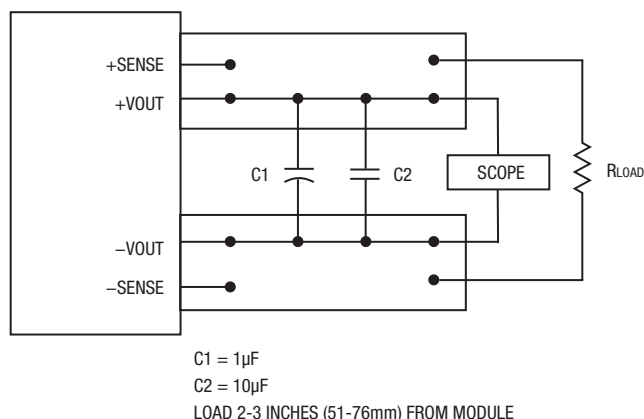 +SENSE
+VOUT
C1
C2
SCOPE
RLOAD
−VOUT
−SENSE
C1 = 1µF
C2 = 10µF
LOAD 2-3 INCHES (51-76mm) FROM MODULE